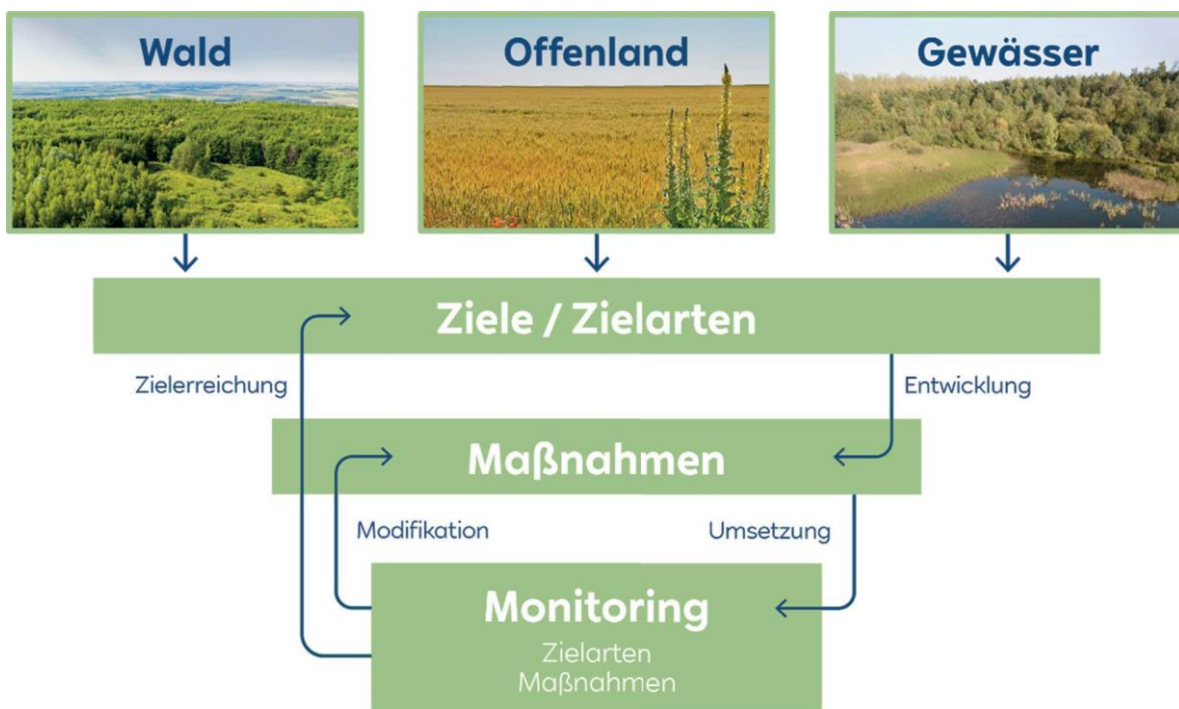 Wald
Offenland
Gewässer
Ziele / Zielarten
Zielerreichung
Entwicklung
Maßnahmen
Modifikation
Umsetzung
Monitoring
Zielarten
Maßnahmen